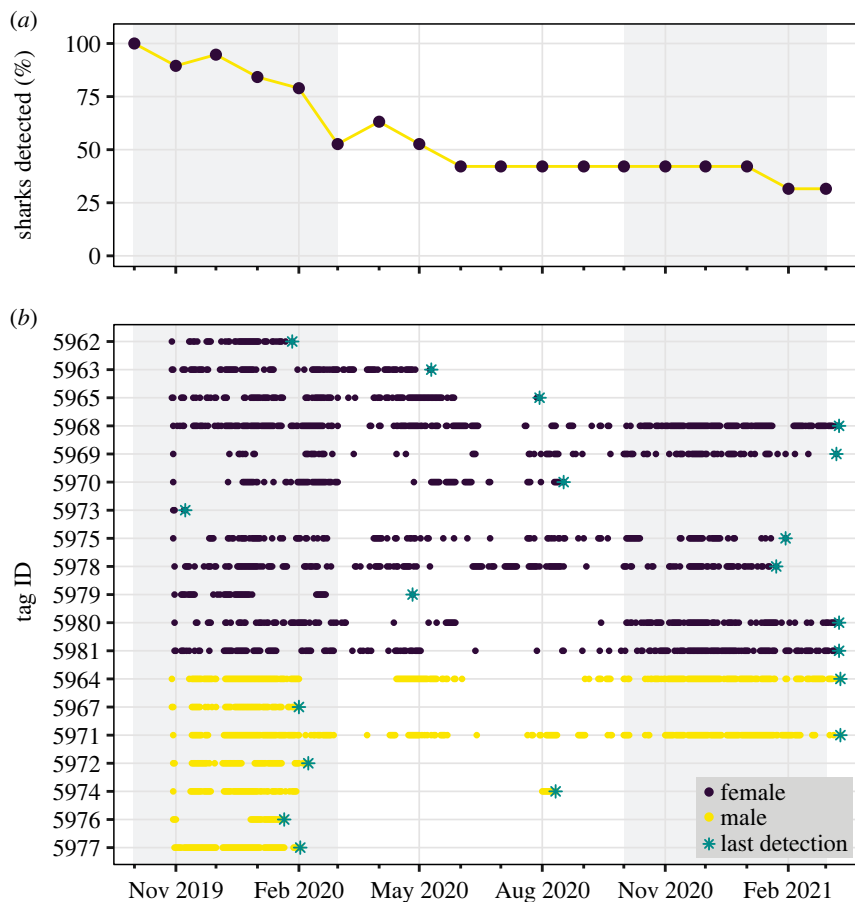 (a)
sharks detected (%)
100
75
50
25
0
(b)
tag ID
5962
5963
5965
5968
5969
5970
5973
5975
5978
5979
5980
5981
5964
5967
5971
5972
5974
5976
5977
female
male
last detection
Nov 2019
Feb 2020
May 2020
Aug 2020
Nov 2020
Feb 2021